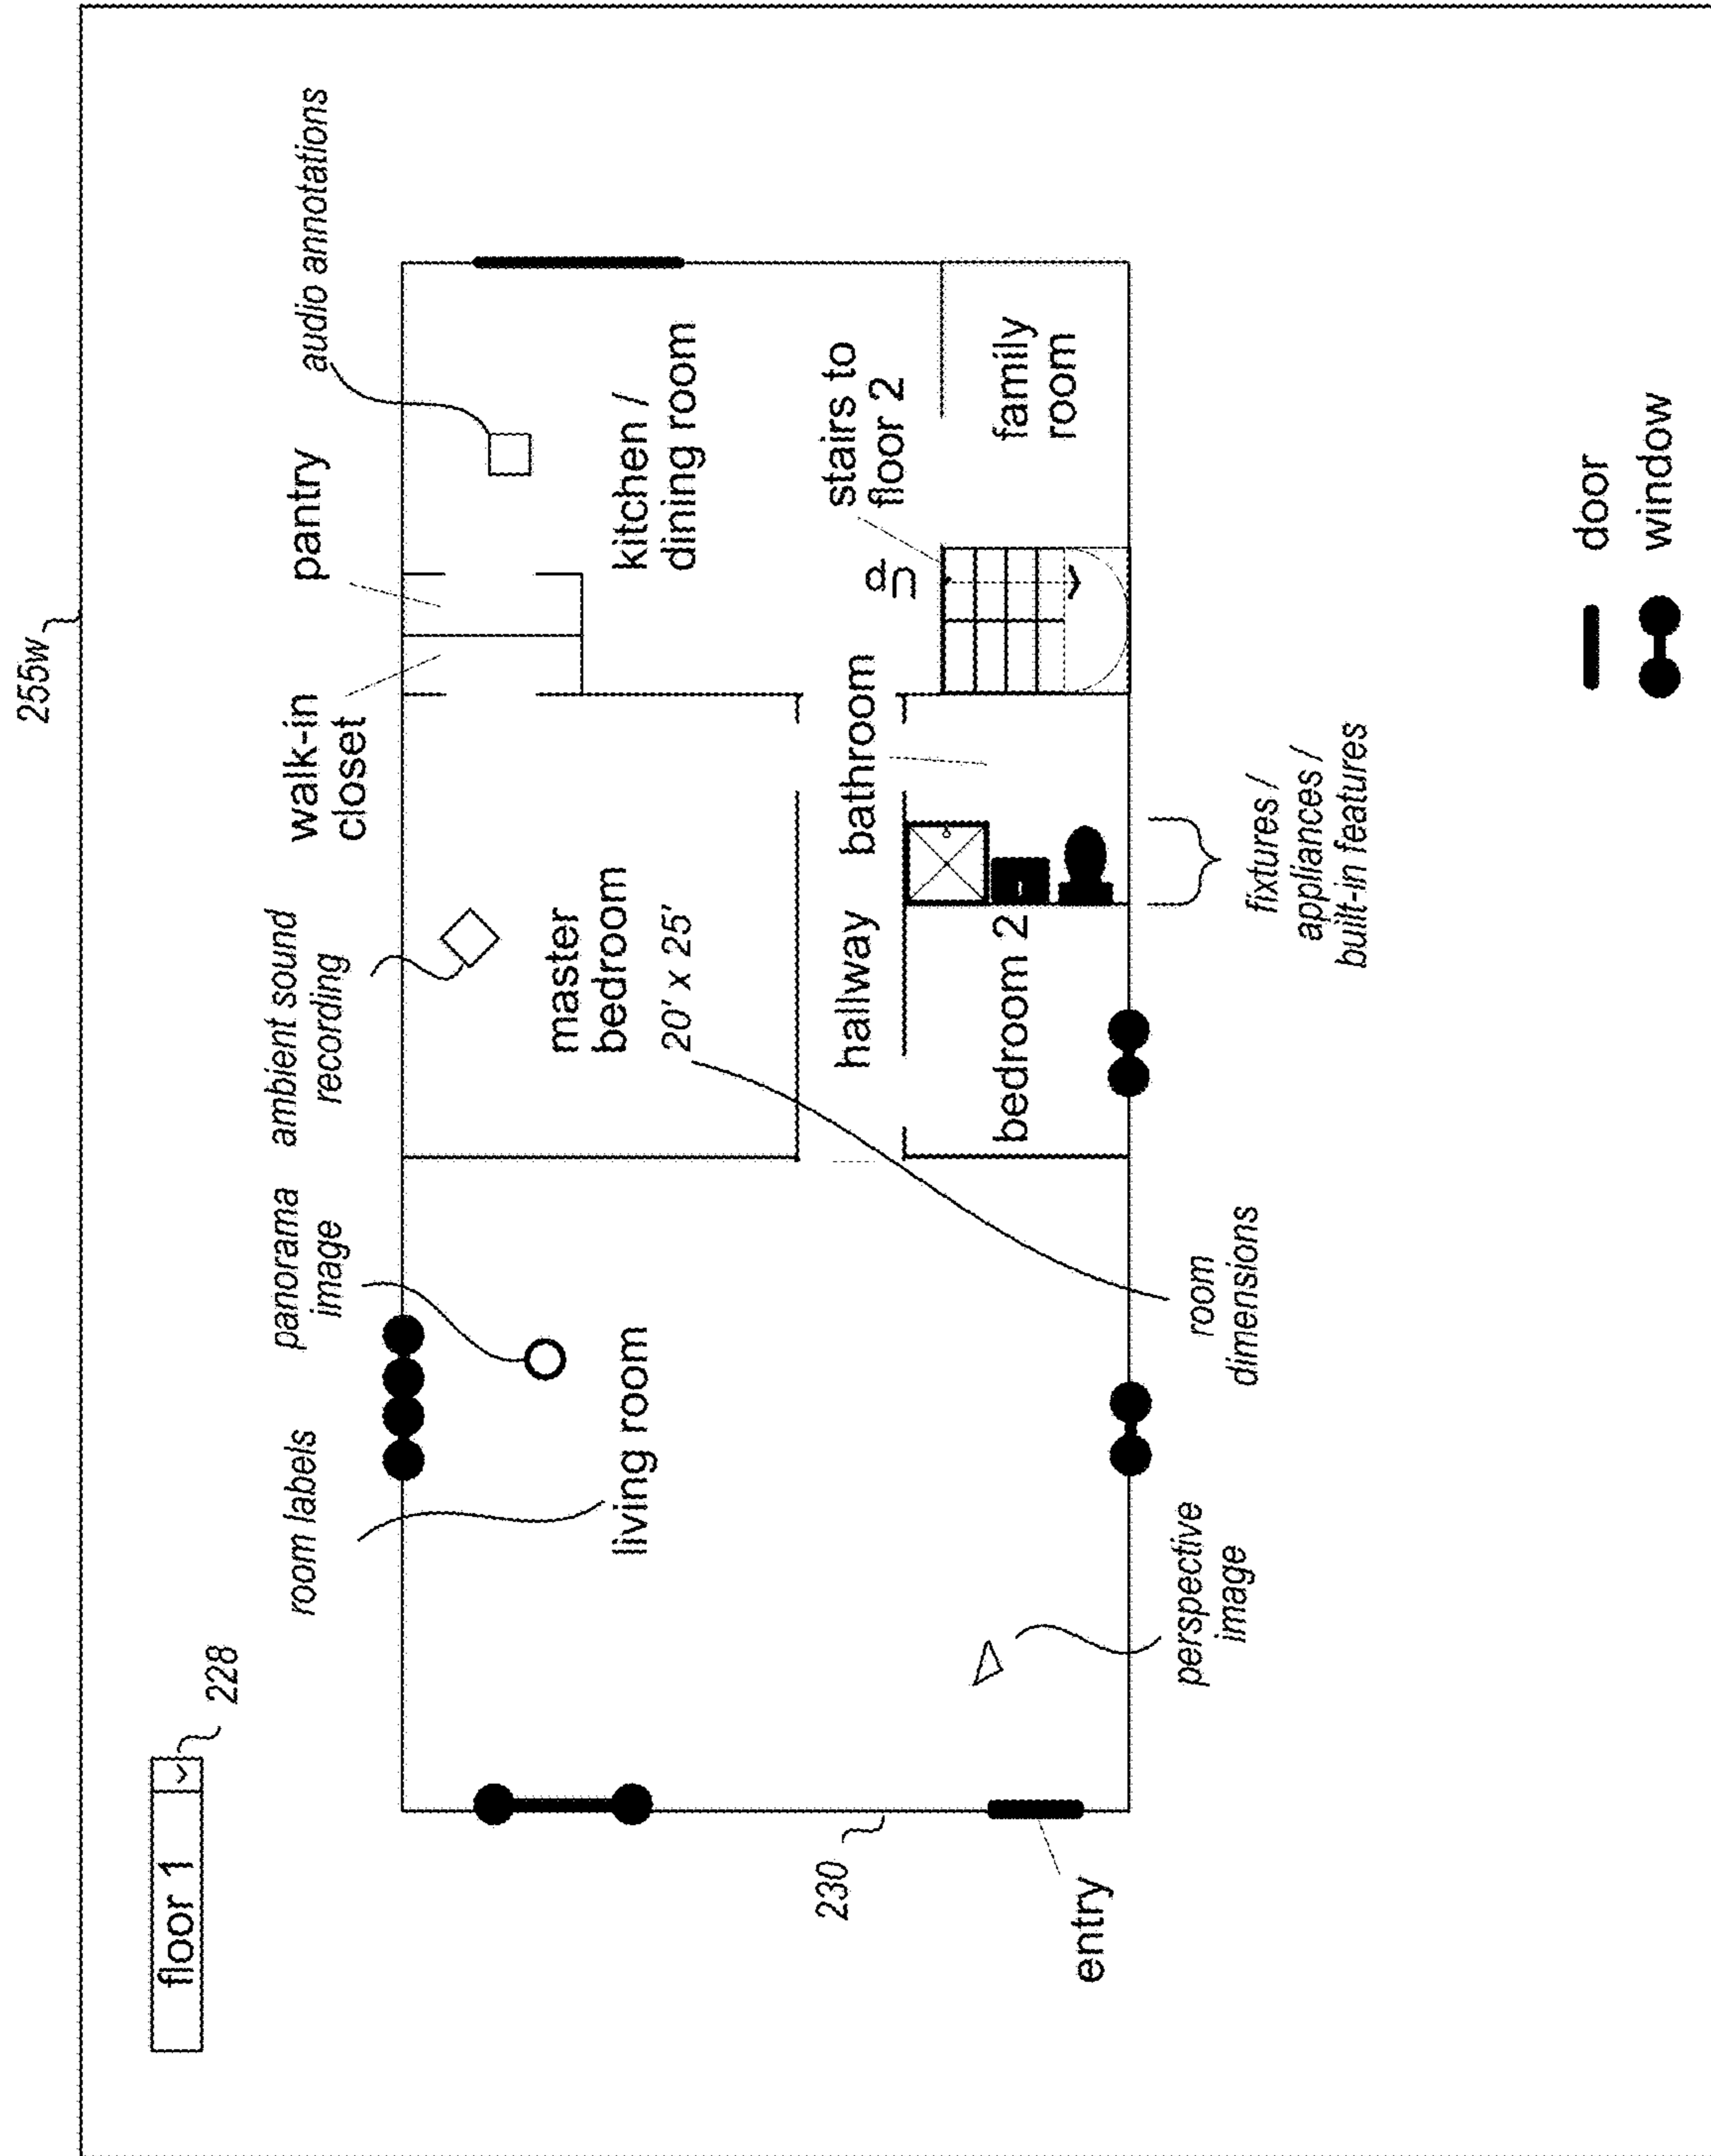 255w
floor 1
228
room labels
panorama
image
ambient sound
recording
walk-in
closet
pantry
audio annotations
living room
master
bedroom
20' x 25'
kitchen /
dining room
hallway
bathroom
up
stairs to
floor 2
bedroom 2
family
room
230
entry
perspective
image
room
dimensions
fixtures /
appliances /
built-in features
door
window